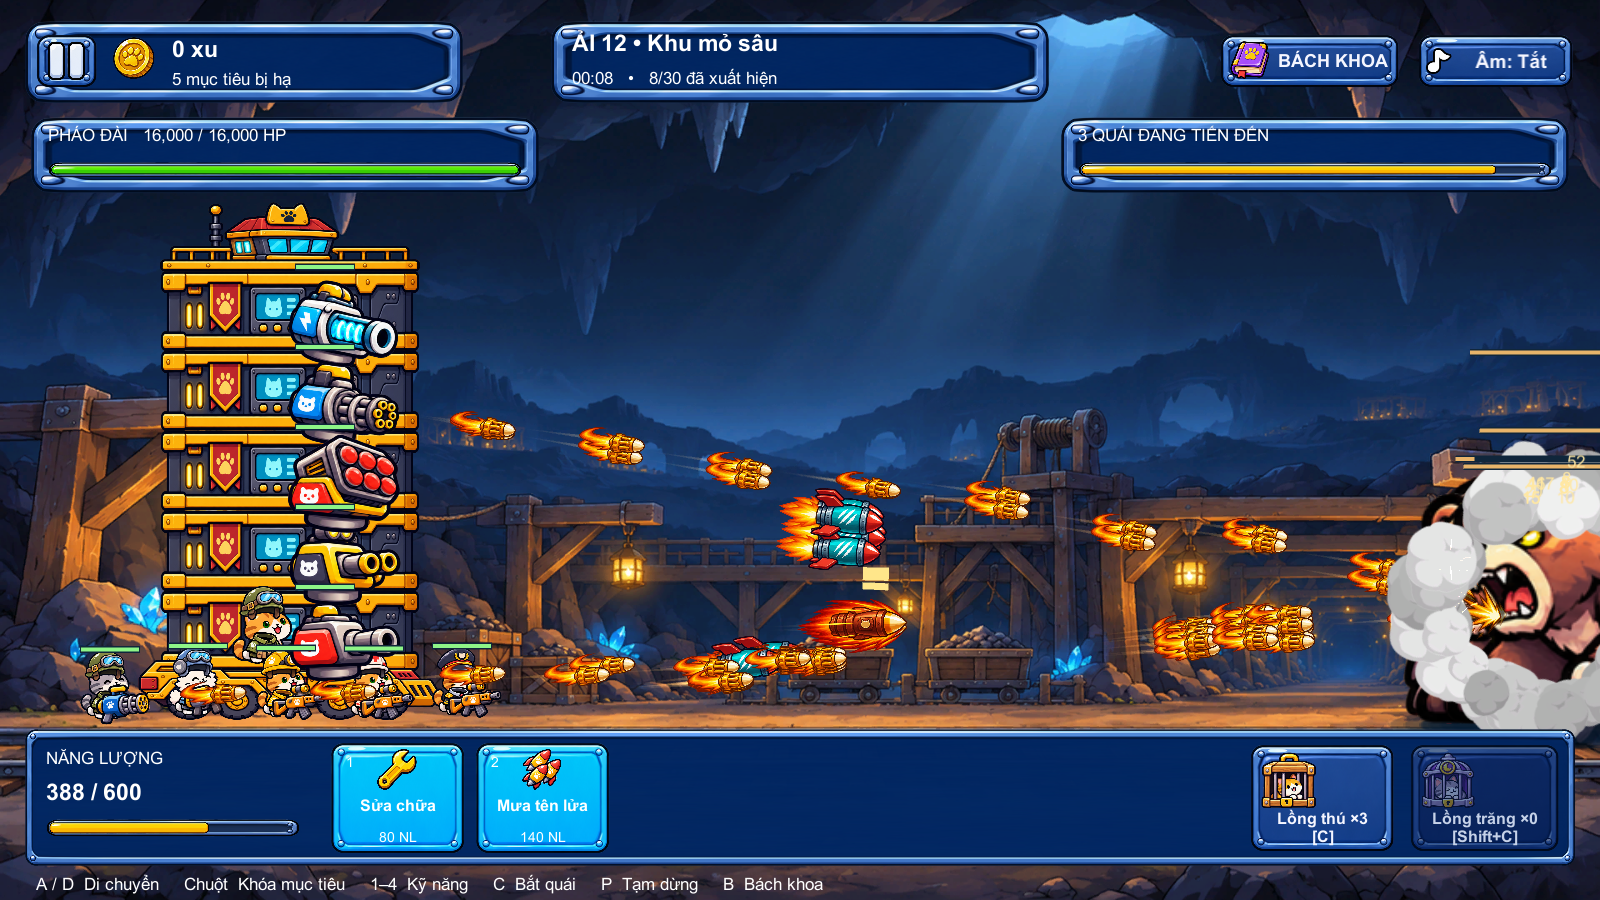 0 xu
5 mục tiêu bị hạ
ẢI 12 • Khu mỏ sâu
00:08 • 8/30 đã xuất hiện
BÁCH KHOA
Âm: Tắt
PHÁO ĐÀI 16,000 / 16,000 HP
3 QUÁI ĐANG TIẾN ĐẾN
52
NĂNG LƯỢNG
388 / 600
1
Sửa chữa
80 NL
2
Mưa tên lửa
140 NL
Lồng thú ×3
[C]
Lồng trăng ×0
[Shift+C]
A / D Di chuyển Chuột Khóa mục tiêu 1–4 Kỹ năng C Bắt quái P Tạm dừng B Bách khoa